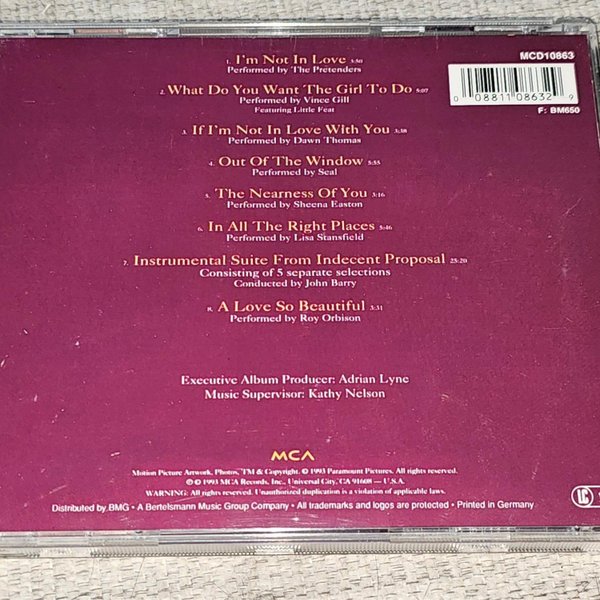 MCD10863
0 08811 08632 9
F: BM650
1. I'm Not In Love 3:50
Performed by The Pretenders
2. What Do You Want The Girl To Do 5:07
Performed by Vince Gill
Featuring Little Feat
3. If I'm Not In Love With You 3:38
Performed by Dawn Thomas
4. Out Of The Window 5:55
Performed by Seal
5. The Nearness Of You 3:16
Performed by Sheena Easton
6. In All The Right Places 5:46
Performed by Lisa Stansfield
7. Instrumental Suite From Indecent Proposal 25:20
Consisting of 5 separate selections
Conducted by John Barry
8. A Love So Beautiful 3:31
Performed by Roy Orbison
Executive Album Producer: Adrian Lyne
Music Supervisor: Kathy Nelson
MCA
Motion Picture Artwork, Photos, TM & Copyright. © 1993 Paramount Pictures. All rights reserved.
℗ © 1993 MCA Records, Inc., Universal City, CA 91608 — U.S.A.
WARNING: All rights reserved. Unauthorized duplication is a violation of applicable laws.
Distributed by BMG • A Bertelsmann Music Group Company • All trademarks and logos are protected • Printed in Germany
LC